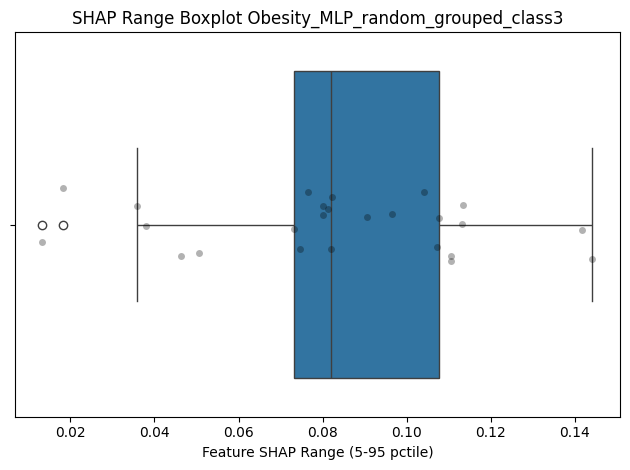 SHAP Range Boxplot Obesity_MLP_random_grouped_class3
0.02 0.04 0.06 0.08 0.10 0.12 0.14
Feature SHAP Range (5-95 pctile)